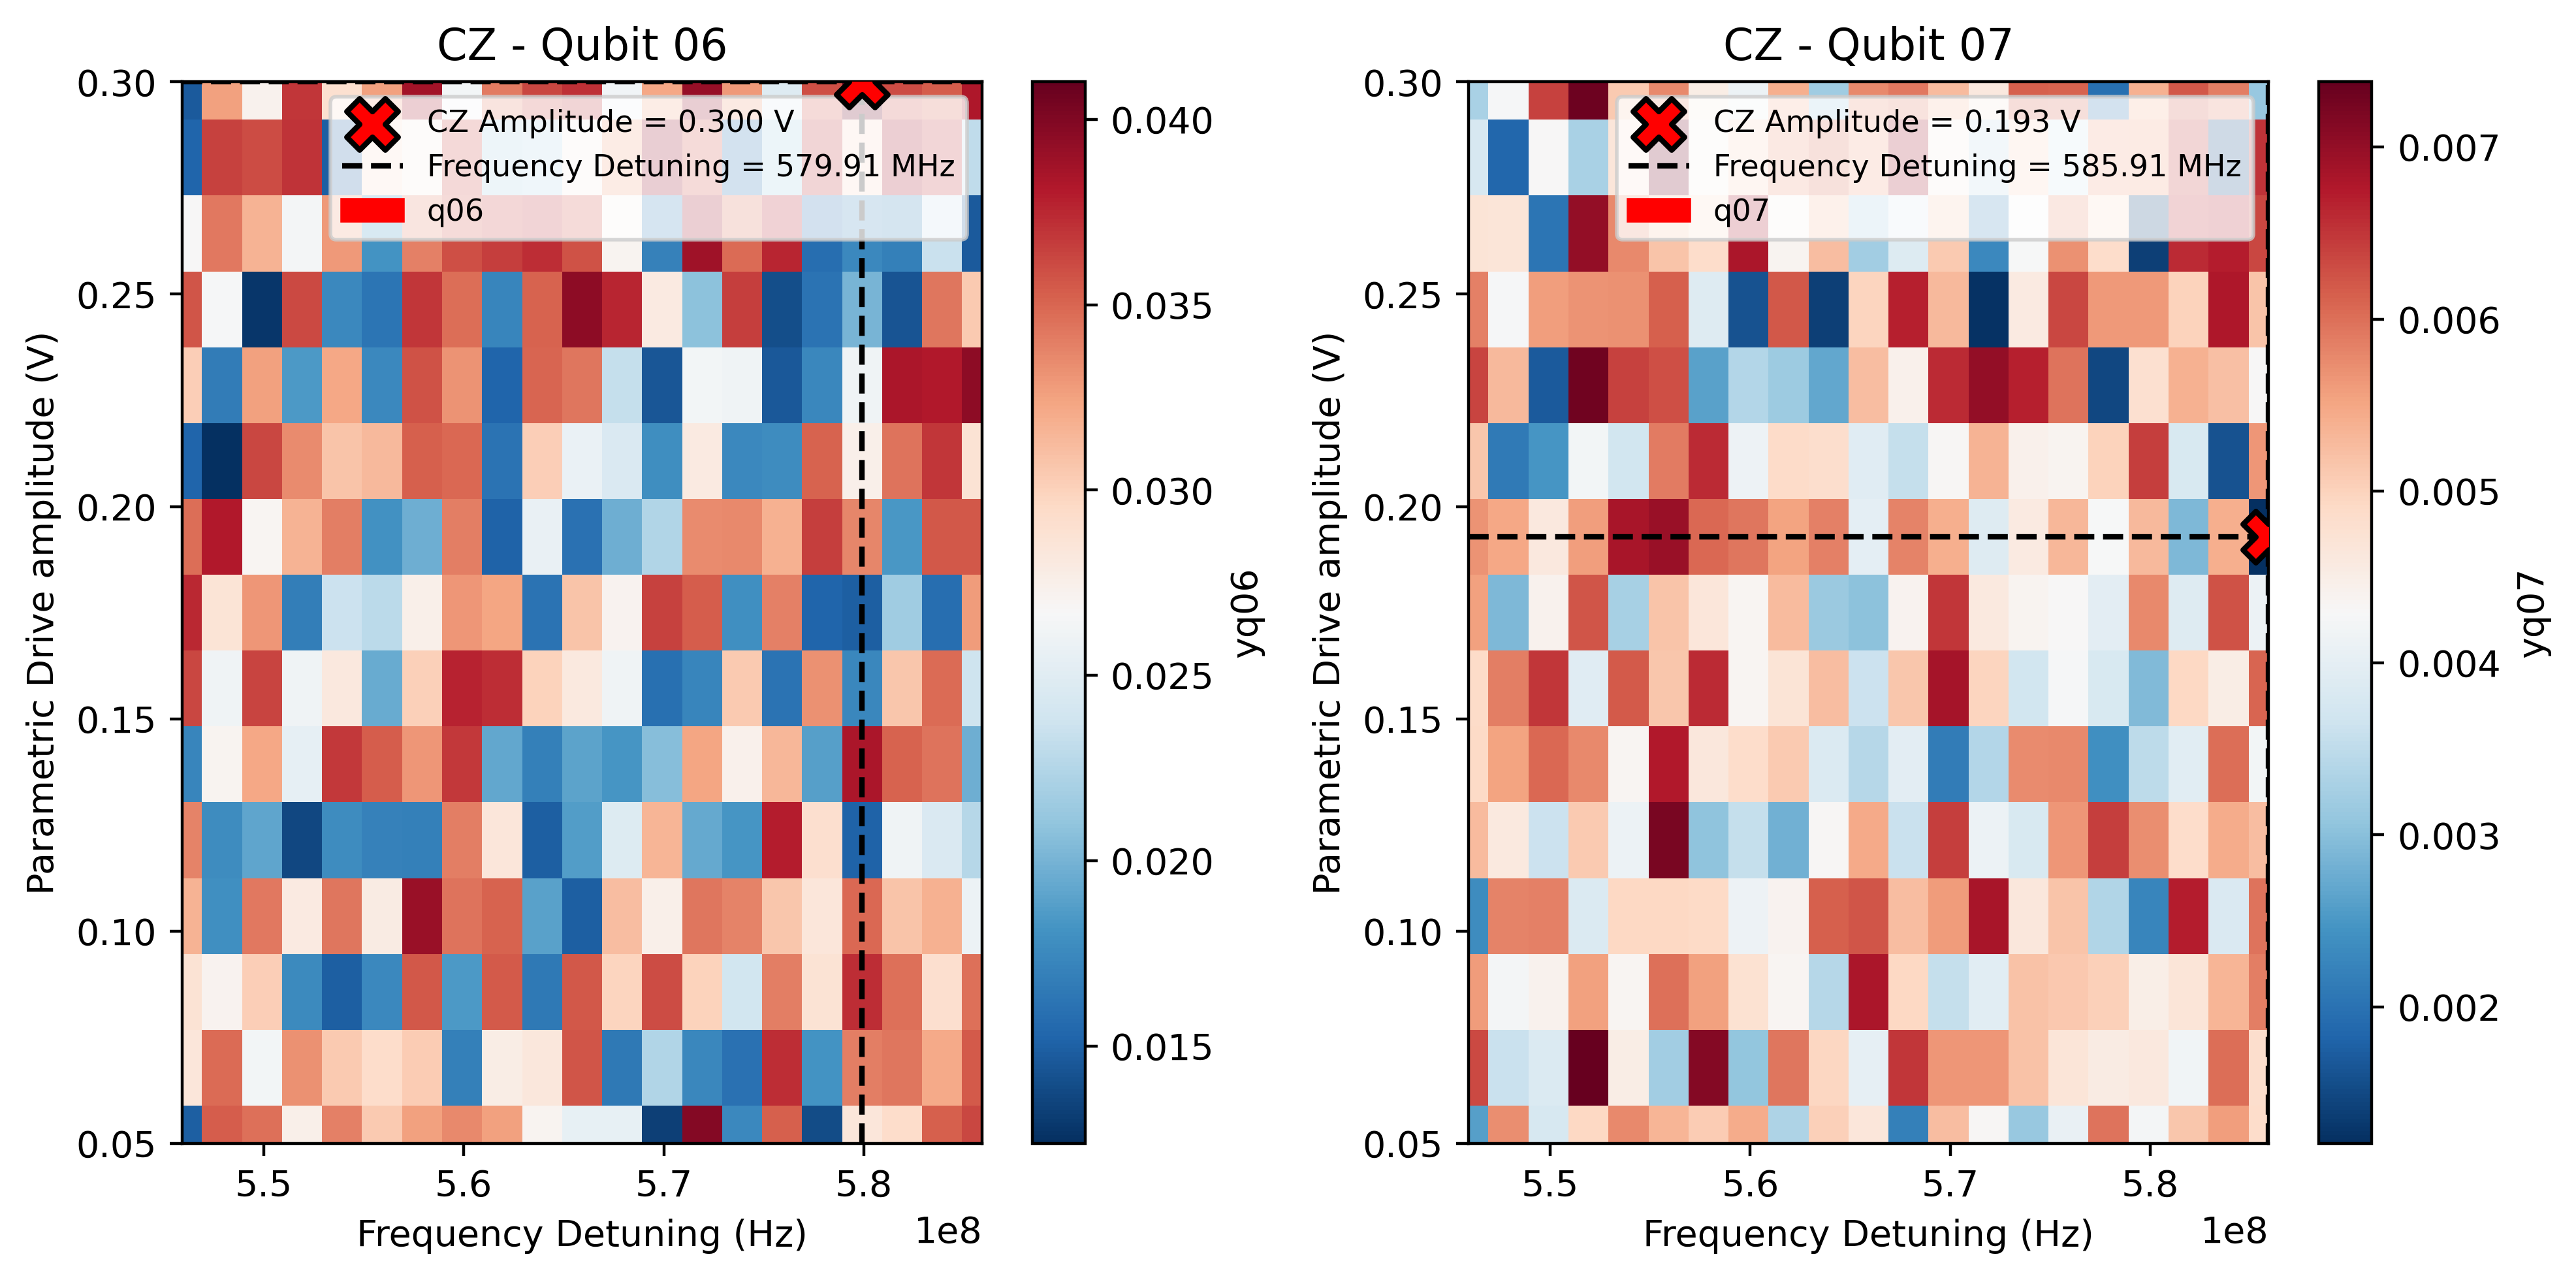 CZ - Qubit 06
0.30
0.25
0.20
0.15
0.10
0.05
Parametric Drive amplitude (V)
CZ Amplitude = 0.300 V
Frequency Detuning = 579.91 MHz
q06
5.5
5.6
5.7
5.8
1e8
Frequency Detuning (Hz)
0.040
0.035
0.030
0.025
0.020
0.015
yq06
CZ - Qubit 07
0.30
0.25
0.20
0.15
0.10
0.05
Parametric Drive amplitude (V)
CZ Amplitude = 0.193 V
Frequency Detuning = 585.91 MHz
q07
5.5
5.6
5.7
5.8
1e8
Frequency Detuning (Hz)
0.007
0.006
0.005
0.004
0.003
0.002
yq07